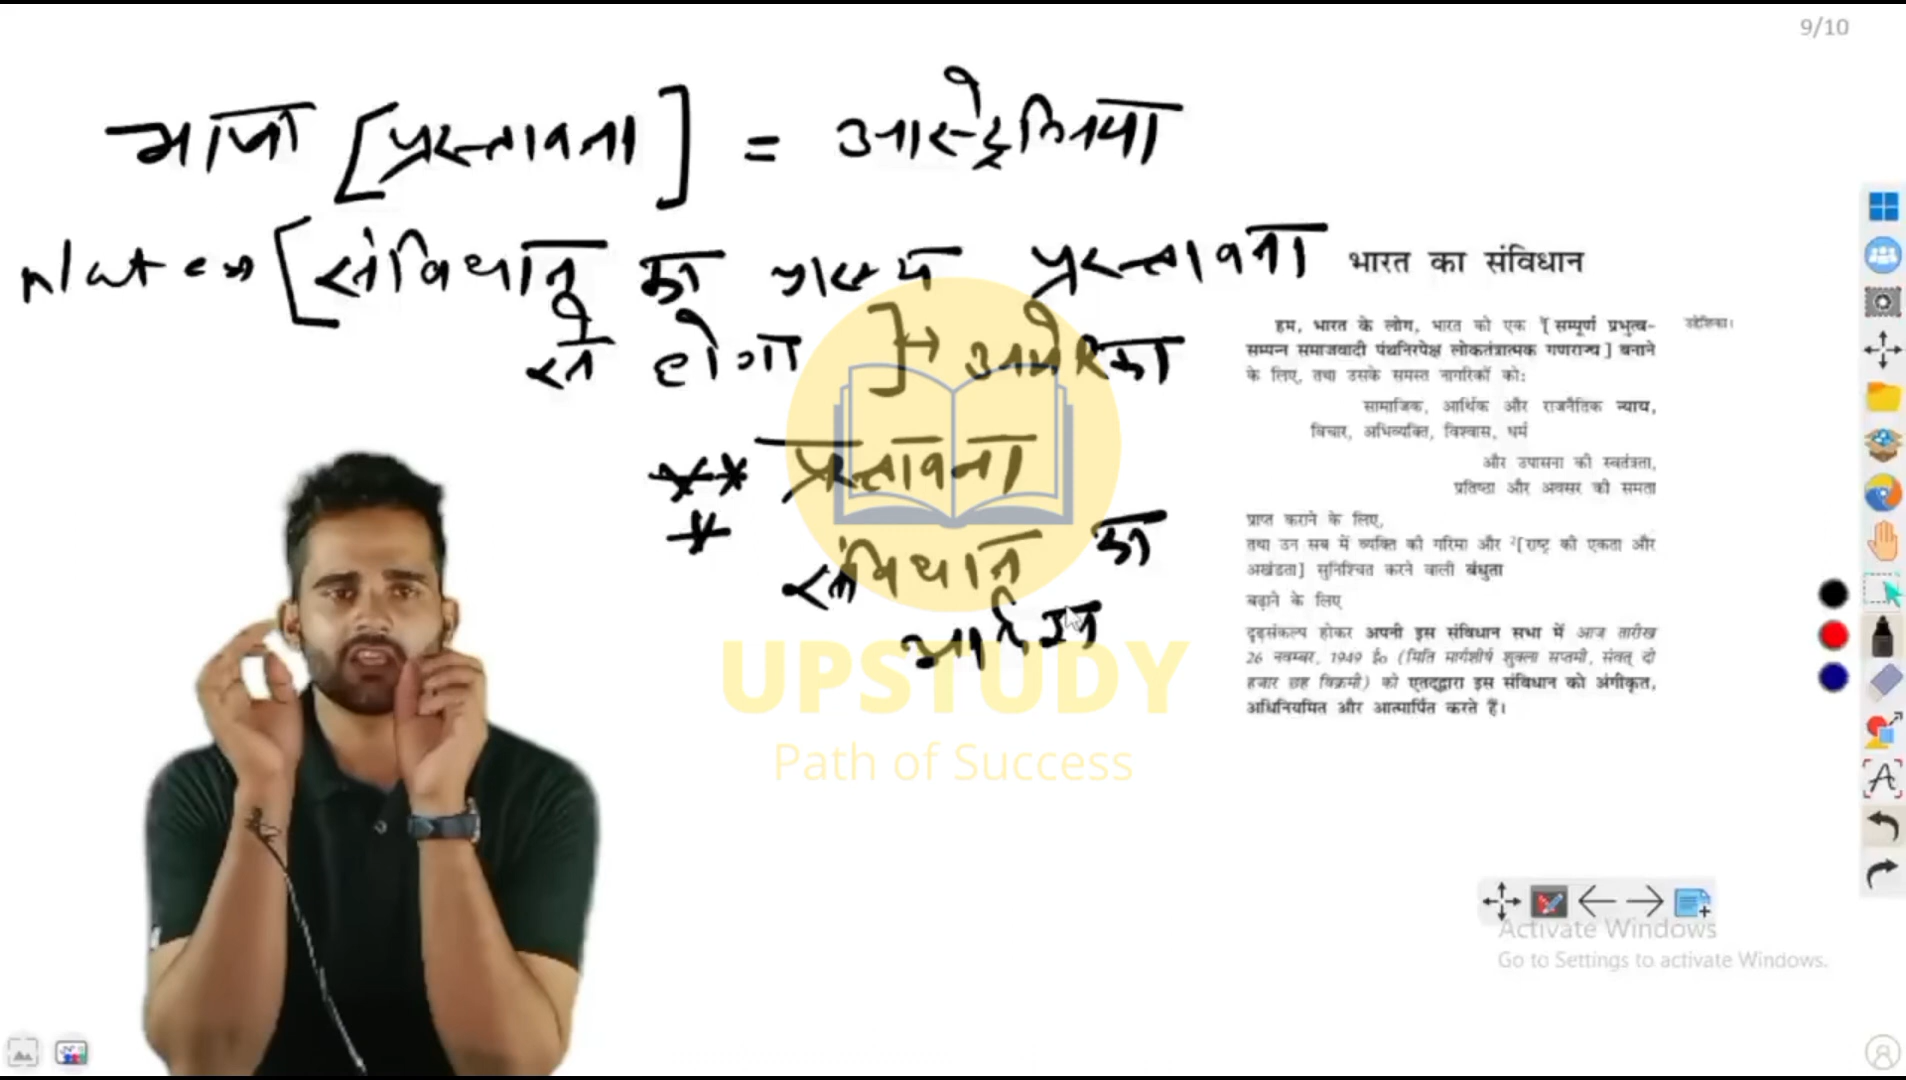 9/10
भाषा [प्रस्तावना] = आस्ट्रेलिया
[संविधान का प्रारम्भ प्रस्तावना
से होगा] → अमेरिका
** प्रस्तावना
*
संविधान का
भारत का संविधान
हम, भारत के लोग, भारत को एक ¹[सम्पूर्ण प्रभुत्व-
सम्पन्न समाजवादी पंथनिरपेक्ष लोकतंत्रात्मक गणराज्य] बनाने
के लिए, तथा उसके समस्त नागरिकों को:
उद्देशिका।
सामाजिक, आर्थिक और राजनैतिक न्याय,
विचार, अभिव्यक्ति, विश्वास, धर्म
और उपासना की स्वतंत्रता,
प्रतिष्ठा और अवसर की समता
प्राप्त कराने के लिए,
तथा उन सब में व्यक्ति की गरिमा और ²[राष्ट्र की एकता और
अखंडता] सुनिश्चित करने वाली बंधुता
बढ़ाने के लिए
दृढ़संकल्प होकर अपनी इस संविधान सभा में आज तारीख
26 नवम्बर, 1949 ई० (मिति मार्गशीर्ष शुक्ला सप्तमी, संवत् दो
हजार छह विक्रमी) को एतद्द्वारा इस संविधान को अंगीकृत,
अधिनियमित और आत्मार्पित करते हैं।
UPSTUDY
Path of Success
Activate Windows
Go to Settings to activate Windows.